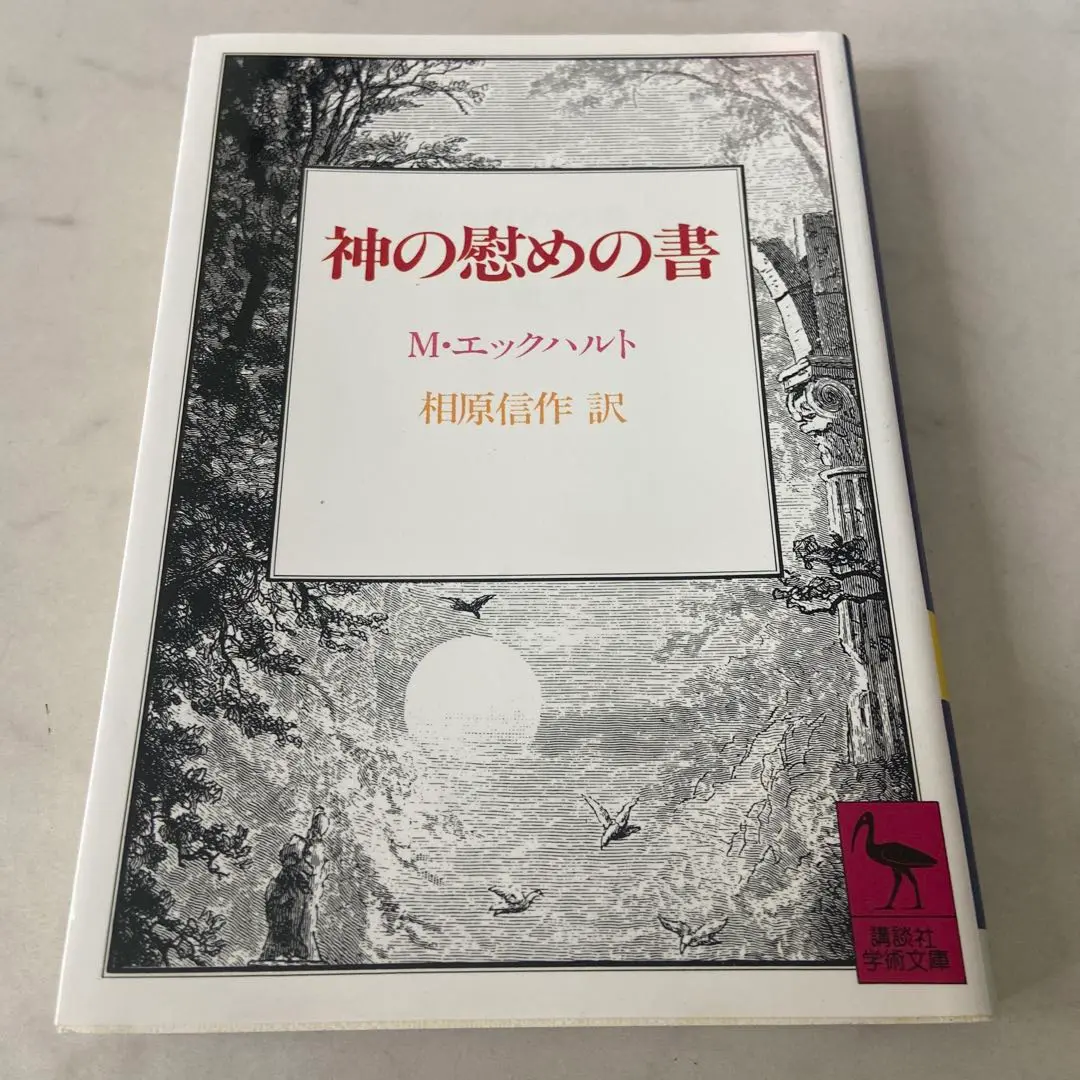 神の慰めの書
M・エックハルト
相原信作 訳
講談社
学術文庫